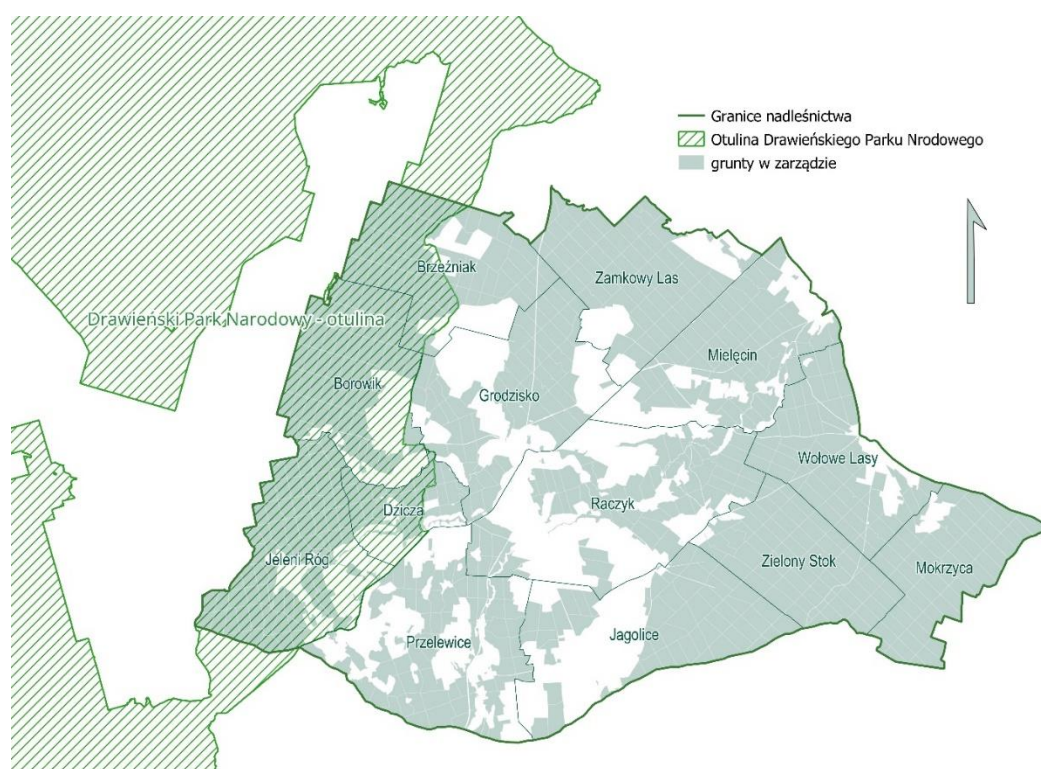 Granice nadleśnictwa
Otulina Drawieńskiego Parku Nrodowego
grunty w zarządzie
Brzeźniak
Zamkowy Las
Drawieński Park Narodowy - otulina
Mielęcin
Borowik
Grodzisko
Wołowe Lasy
Dzicza
Raczyk
Jeleni Róg
Zielony Stok
Mokrzyca
Przelewice
Jagolice